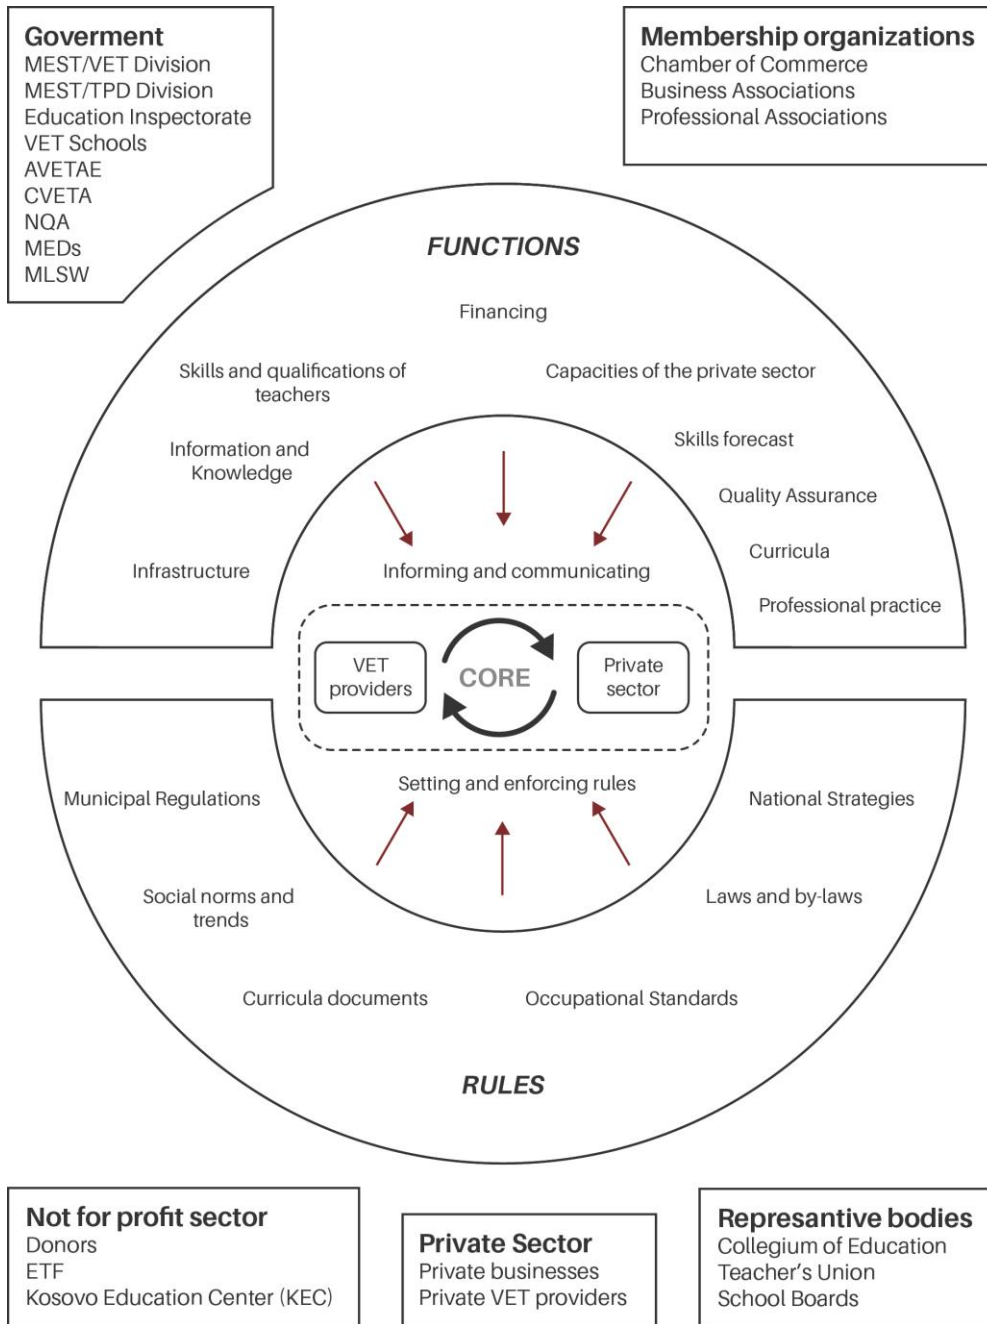 Goverment
MEST/VET Division
MEST/TPD Division
Education Inspectorate
VET Schools
AVETAE
CVETA
NQA
MEDs
MLSW
Membership organizations
Chamber of Commerce
Business Associations
Professional Associations
FUNCTIONS
Financing
Skills and qualifications of
teachers
Capacities of the private sector
Information and
Knowledge
Skills forecast
Quality Assurance
Infrastructure
Curricula
Professional practice
Informing and communicating
VET
providers
CORE
Private
sector
Setting and enforcing rules
Municipal Regulations
National Strategies
Social norms and
trends
Laws and by-laws
Curricula documents
Occupational Standards
RULES
Not for profit sector
Donors
ETF
Kosovo Education Center (KEC)
Private Sector
Private businesses
Private VET providers
Represantive bodies
Collegium of Education
Teacher's Union
School Boards